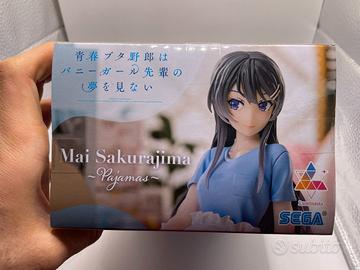 青春ブタ野郎は
バニーガール先輩の
夢を見ない
Mai Sakurajima
~Pajamas~
SEGA
subito